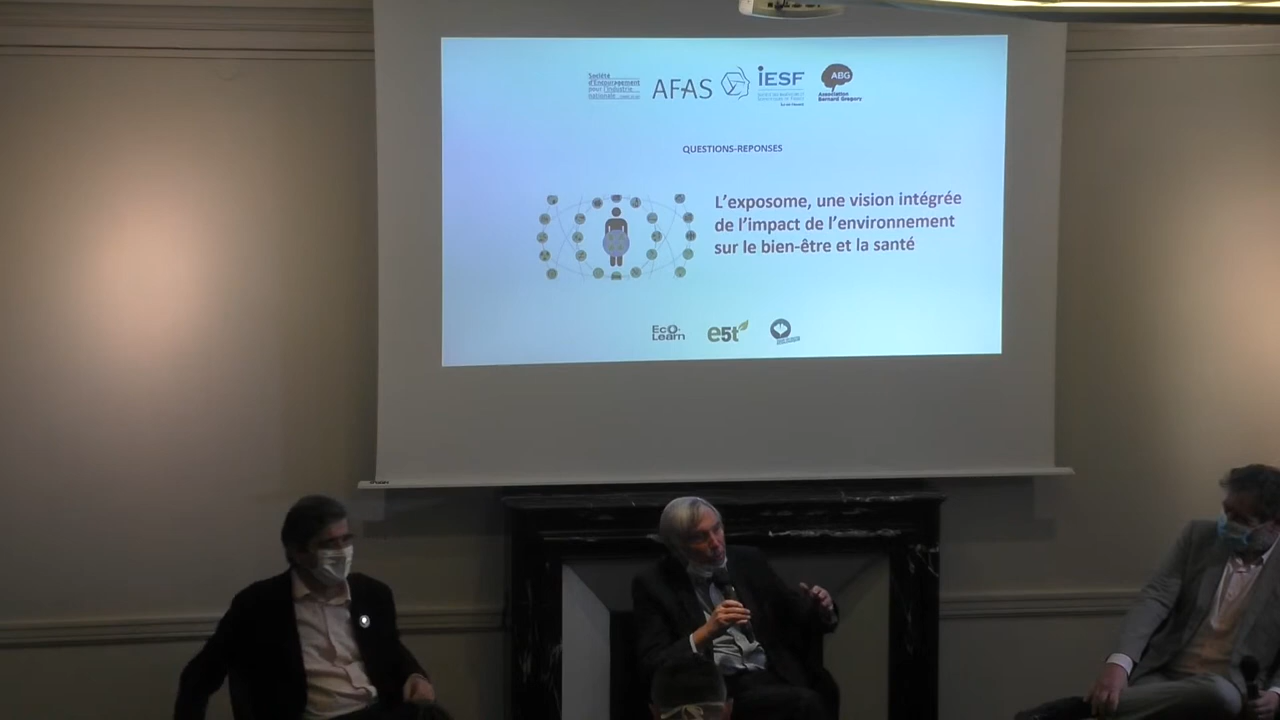 Société
d'Encouragement
pour l'Industrie
nationale
AFAS
iESF
ABG
Association
Bernard Gregory
QUESTIONS-REPONSES
L'exposome, une vision intégrée
de l'impact de l'environnement
sur le bien-être et la santé
EcO-
Learn
e5t